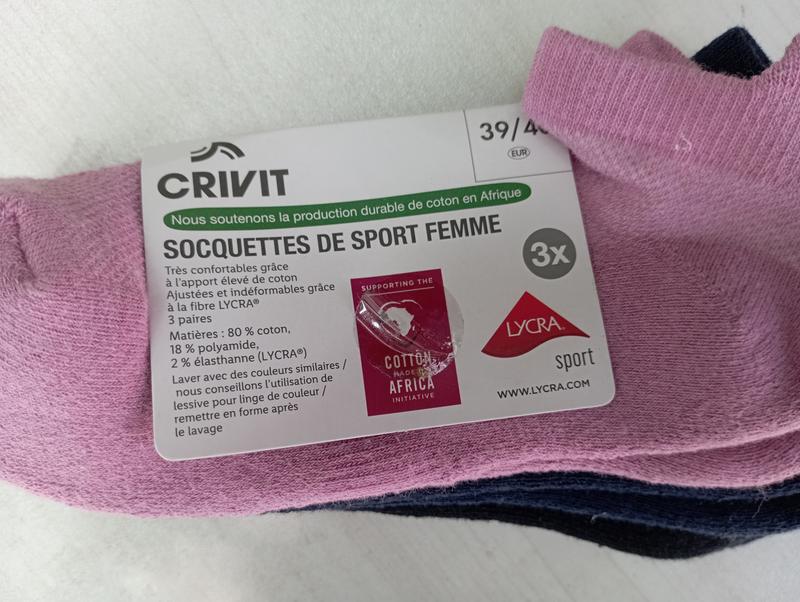 CRIVIT
39/4
EUR
Nous soutenons la production durable de coton en Afrique
SOCQUETTES DE SPORT FEMME
3x
Très confortables grâce
à l'apport élevé de coton
Ajustées et indéformables grâce
à la fibre LYCRA®
3 paires
Matières : 80 % coton,
18 % polyamide,
2 % élasthanne (LYCRA®)
Laver avec des couleurs similaires /
nous conseillons l'utilisation de
lessive pour linge de couleur /
remettre en forme après
le lavage
SUPPORTING THE
COTTON
MADE IN
AFRICA
INITIATIVE
LYCRA®
sport
WWW.LYCRA.COM